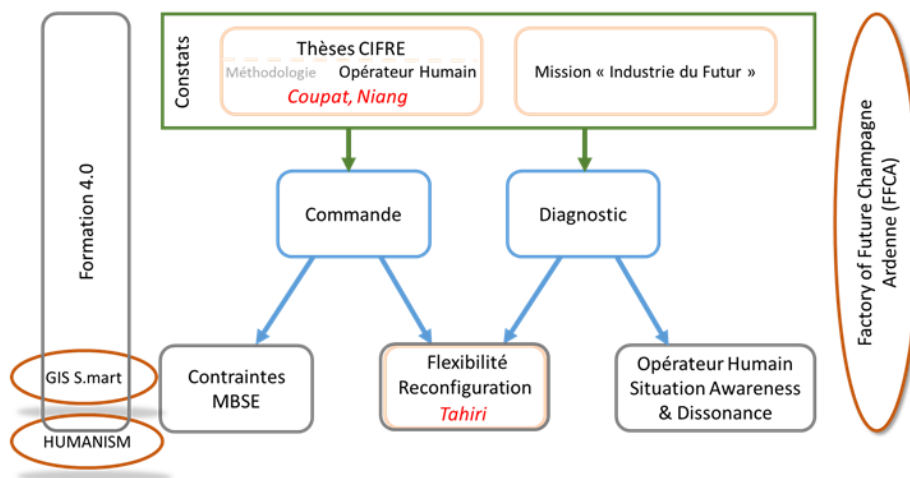 Formation 4.0
GIS S.mart
HUMANISM
Constats
Thèses CIFRE
Méthodologie Opérateur Humain
Coupat, Niang
Mission « Industrie du Futur »
Commande
Diagnostic
Contraintes
MBSE
Flexibilité
Reconfiguration
Tahiri
Opérateur Humain
Situation Awareness
& Dissonance
Factory of Future Champagne
Ardenne (FFCA)